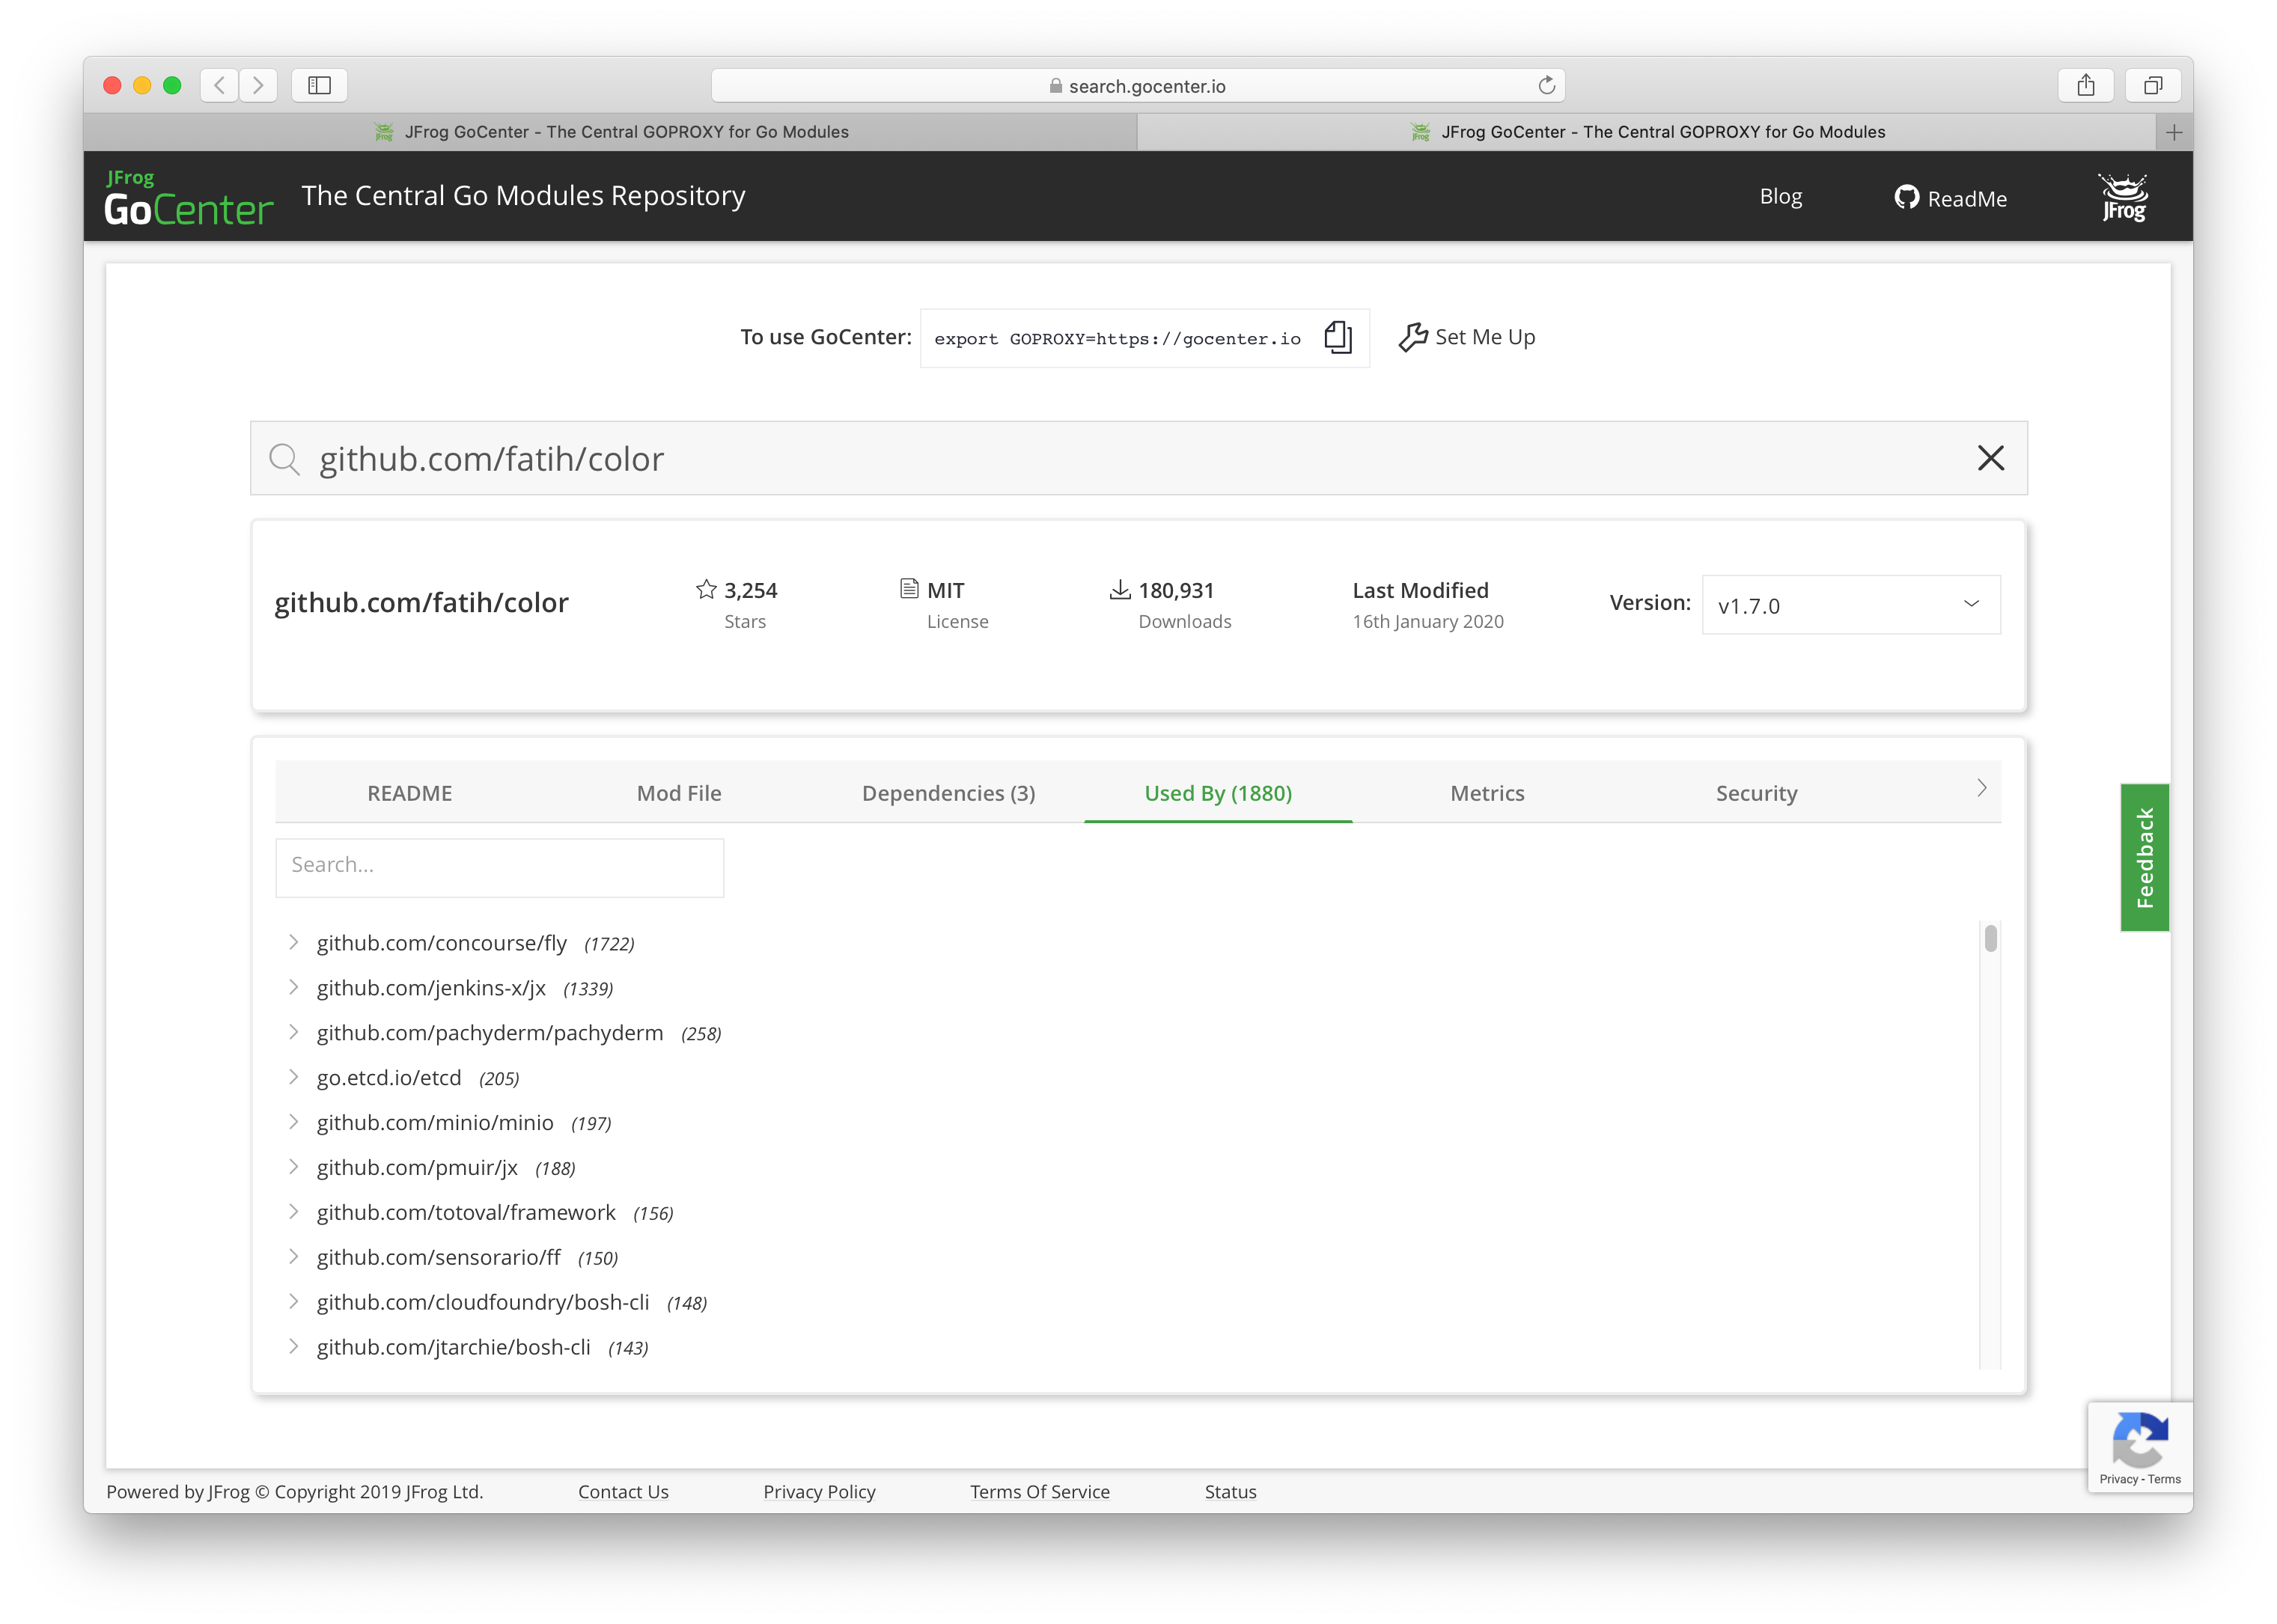 search.gocenter.io
JFrog GoCenter - The Central GOPROXY for Go Modules
JFrog GoCenter - The Central GOPROXY for Go Modules
JFrog
GoCenter
The Central Go Modules Repository
Blog
ReadMe
JFrog
To use GoCenter:
export GOPROXY=https://gocenter.io
Set Me Up
github.com/fatih/color
github.com/fatih/color
3,254
Stars
MIT
License
180,931
Downloads
Last Modified
16th January 2020
Version:
v1.7.0
README
Mod File
Dependencies (3)
Used By (1880)
Metrics
Security
Search...
github.com/concourse/fly (1722)
github.com/jenkins-x/jx (1339)
github.com/pachyderm/pachyderm (258)
go.etcd.io/etcd (205)
github.com/minio/minio (197)
github.com/pmuir/jx (188)
github.com/totoval/framework (156)
github.com/sensorario/ff (150)
github.com/cloudfoundry/bosh-cli (148)
github.com/jtarchie/bosh-cli (143)
Feedback
Privacy - Terms
Powered by JFrog © Copyright 2019 JFrog Ltd.
Contact Us
Privacy Policy
Terms Of Service
Status